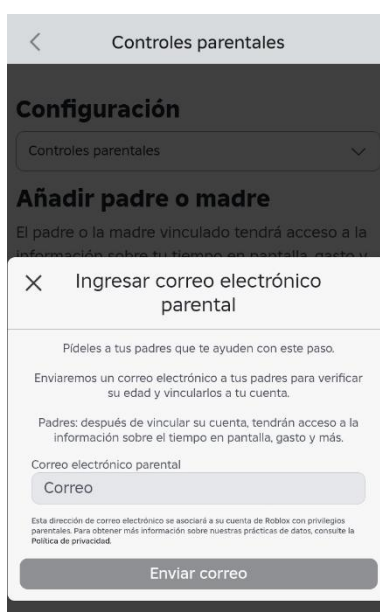 Controles parentales
Configuración
Controles parentales
Añadir padre o madre
El padre o la madre vinculado tendrá acceso a la
información sobre tu tiempo en pantalla, gasto y
Ingresar correo electrónico
parental
Pídeles a tus padres que te ayuden con este paso.
Enviaremos un correo electrónico a tus padres para verificar
su edad y vincularlos a tu cuenta.
Padres: después de vincular su cuenta, tendrán acceso a la
información sobre el tiempo en pantalla, gasto y más.
Correo electrónico parental
Correo
Esta dirección de correo electrónico se asociará a su cuenta de Roblox con privilegios
parentales. Para obtener más información sobre nuestras prácticas de datos, consulte la
Política de privacidad.
Enviar correo